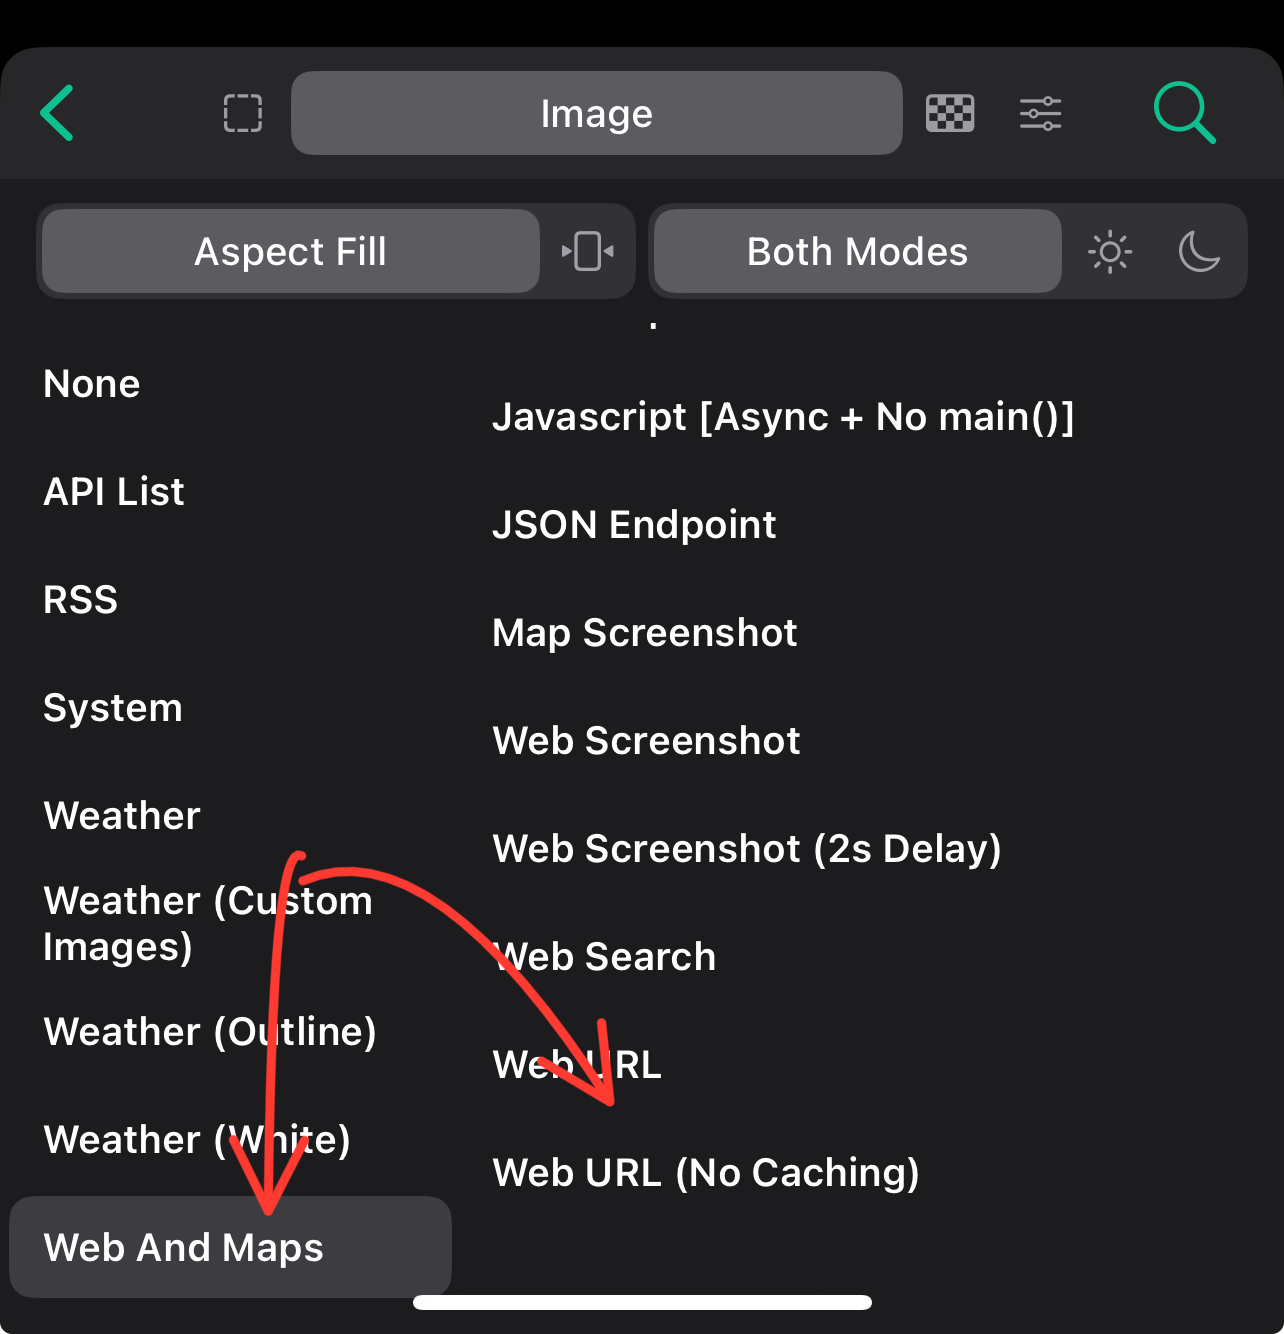 Image
Aspect Fill
Both Modes
None
API List
RSS
System
Weather
Weather (Custom
Images)
Weather (Outline)
Weather (White)
Web And Maps
Javascript [Async + No main()]
JSON Endpoint
Map Screenshot
Web Screenshot
Web Screenshot (2s Delay)
Web Search
Web URL
Web URL (No Caching)